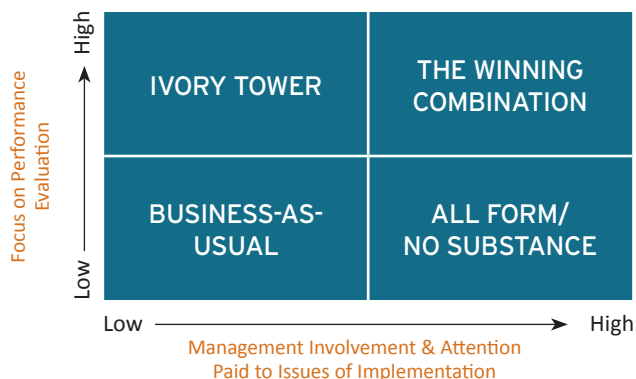 High
IVORY TOWER
THE WINNING
COMBINATION
Focus on Performance
Evaluation
BUSINESS-AS-
USUAL
ALL FORM/
NO SUBSTANCE
Low
Low
High
Management Involvement & Attention
Paid to Issues of Implementation